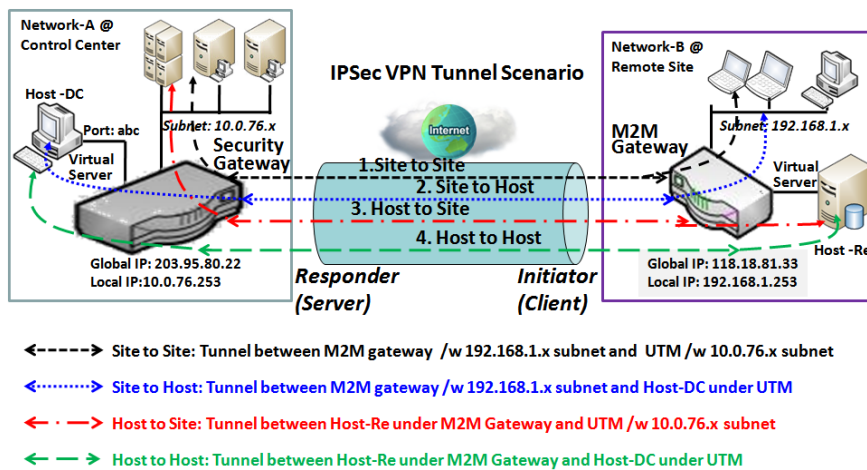 Network-A @
Control Center
Network-B @
Remote Site
IPSec VPN Tunnel Scenario
Host -DC
Port: abc
Subnet: 10.0.76.x
Internet
Subnet: 192.168.1.x
Virtual
Server
Security
Gateway
M2M
Gateway
Virtual
Server
1.Site to Site
2. Site to Host
3. Host to Site
4. Host to Host
Host -Re
Global IP: 203.95.80.22
Local IP:10.0.76.253
Responder
(Server)
Initiator
(Client)
Global IP: 118.18.81.33
Local IP: 192.168.1.253
Site to Site: Tunnel between M2M gateway /w 192.168.1.x subnet and UTM /w 10.0.76.x subnet
Site to Host: Tunnel between M2M gateway /w 192.168.1.x subnet and Host-DC under UTM
Host to Site: Tunnel between Host-Re under M2M Gateway and UTM /w 10.0.76.x subnet
Host to Host: Tunnel between Host-Re under M2M Gateway and Host-DC under UTM